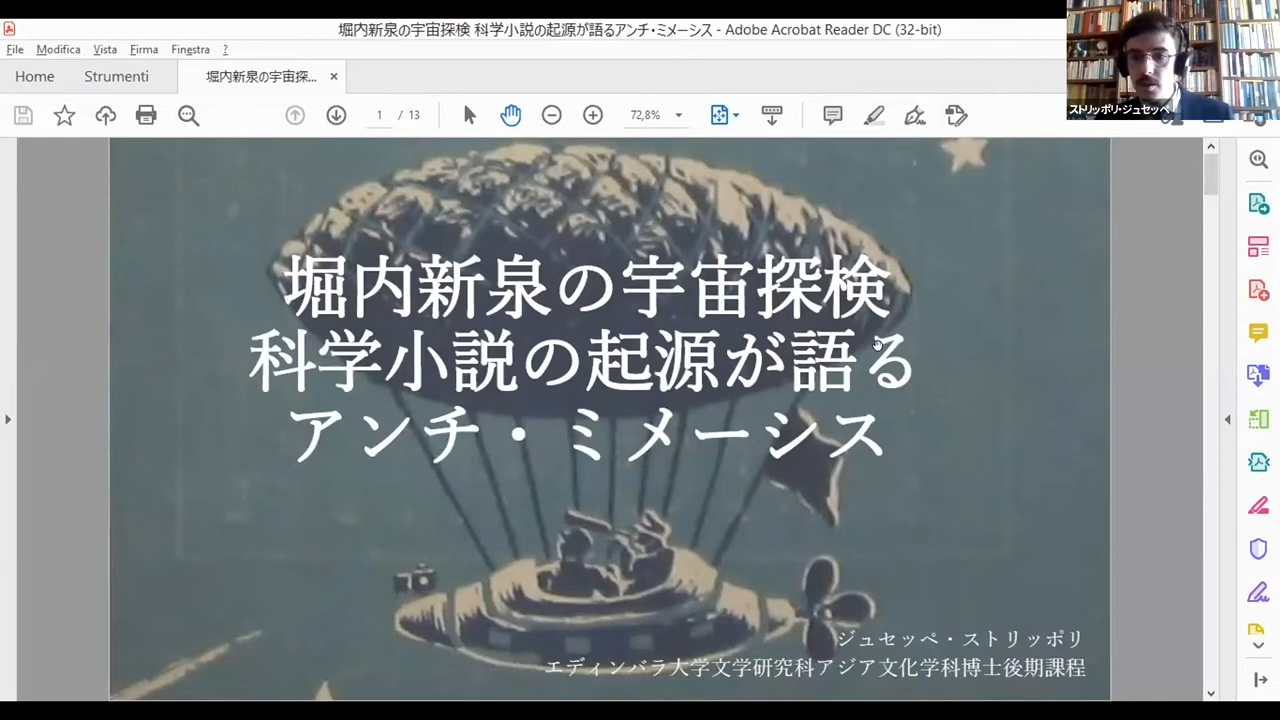 堀内新泉の宇宙探検 科学小説の起源が語るアンチ・ミメーシス - Adobe Acrobat Reader DC (32-bit)
File Modifica Vista Firma Finestra ?
Home Strumenti 堀内新泉の宇宙探... ×
1 / 13 72,8%
ストリッポリ・ジュセッペ
堀内新泉の宇宙探検
科学小説の起源が語る
アンチ・ミメーシス
ジュセッペ・ストリッポリ
エディンバラ大学文学研究科アジア文化学科博士後期課程